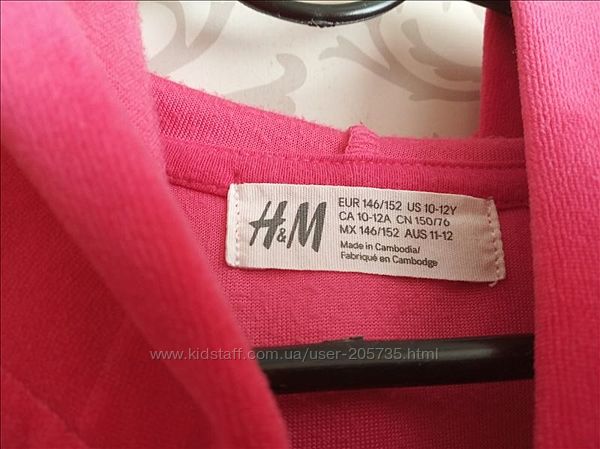 H&M
EUR 146/152 US 10-12Y
CA 10-12A CN 150/76
MX 146/152 AUS 11-12
Made in Cambodia/
Fabriqué en Cambodge
www.kidstaff.com.ua/user-205735.html